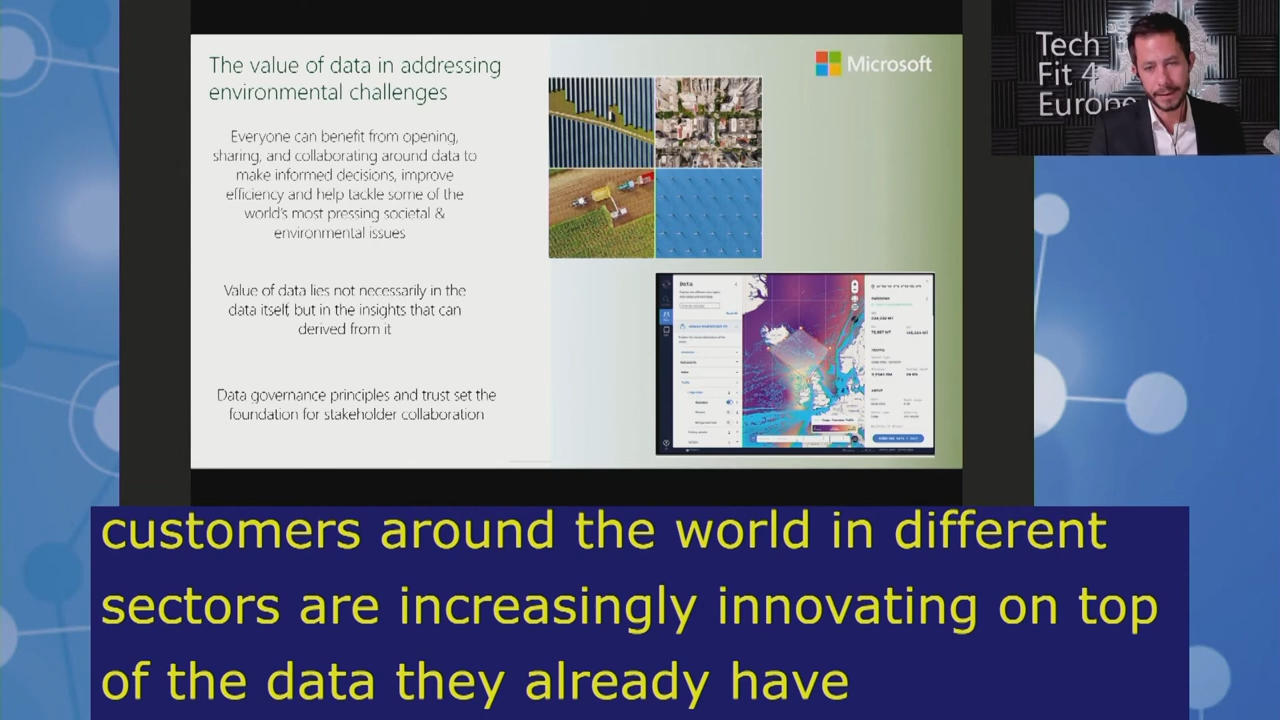 The value of data in addressing
environmental challenges
Microsoft
Tech
Fit 4
Europe
Everyone can benefit from opening,
sharing, and collaborating around data to
make informed decisions, improve
efficiency and help tackle some of the
world's most pressing societal &
environmental issues
Value of data lies not necessarily in the
data itself, but in the insights that can
derived from it
Data governance principles and trust set the
foundation for stakeholder collaboration
Data
customers around the world in different
sectors are increasingly innovating on top
of the data they already have